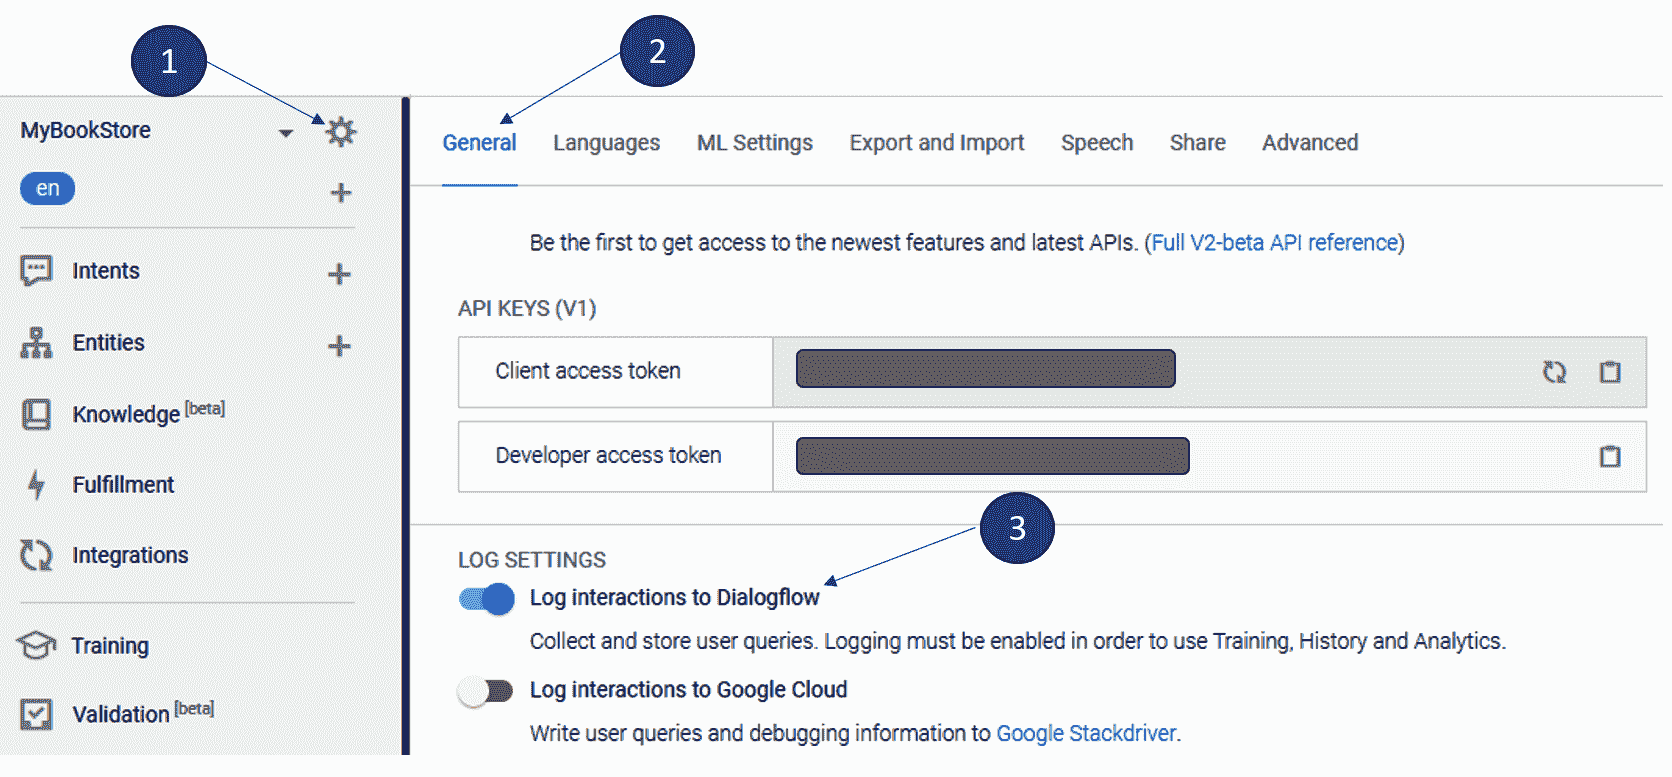 1
2
MyBookStore
General Languages ML Settings Export and Import Speech Share Advanced
en
Be the first to get access to the newest features and latest APIs. (Full V2-beta API reference)
Intents
API KEYS (V1)
Entities
Client access token
Knowledge [beta]
Developer access token
Fulfillment
3
Integrations
LOG SETTINGS
Log interactions to Dialogflow
Collect and store user queries. Logging must be enabled in order to use Training, History and Analytics.
Training
Log interactions to Google Cloud
Validation [beta]
Write user queries and debugging information to Google Stackdriver.